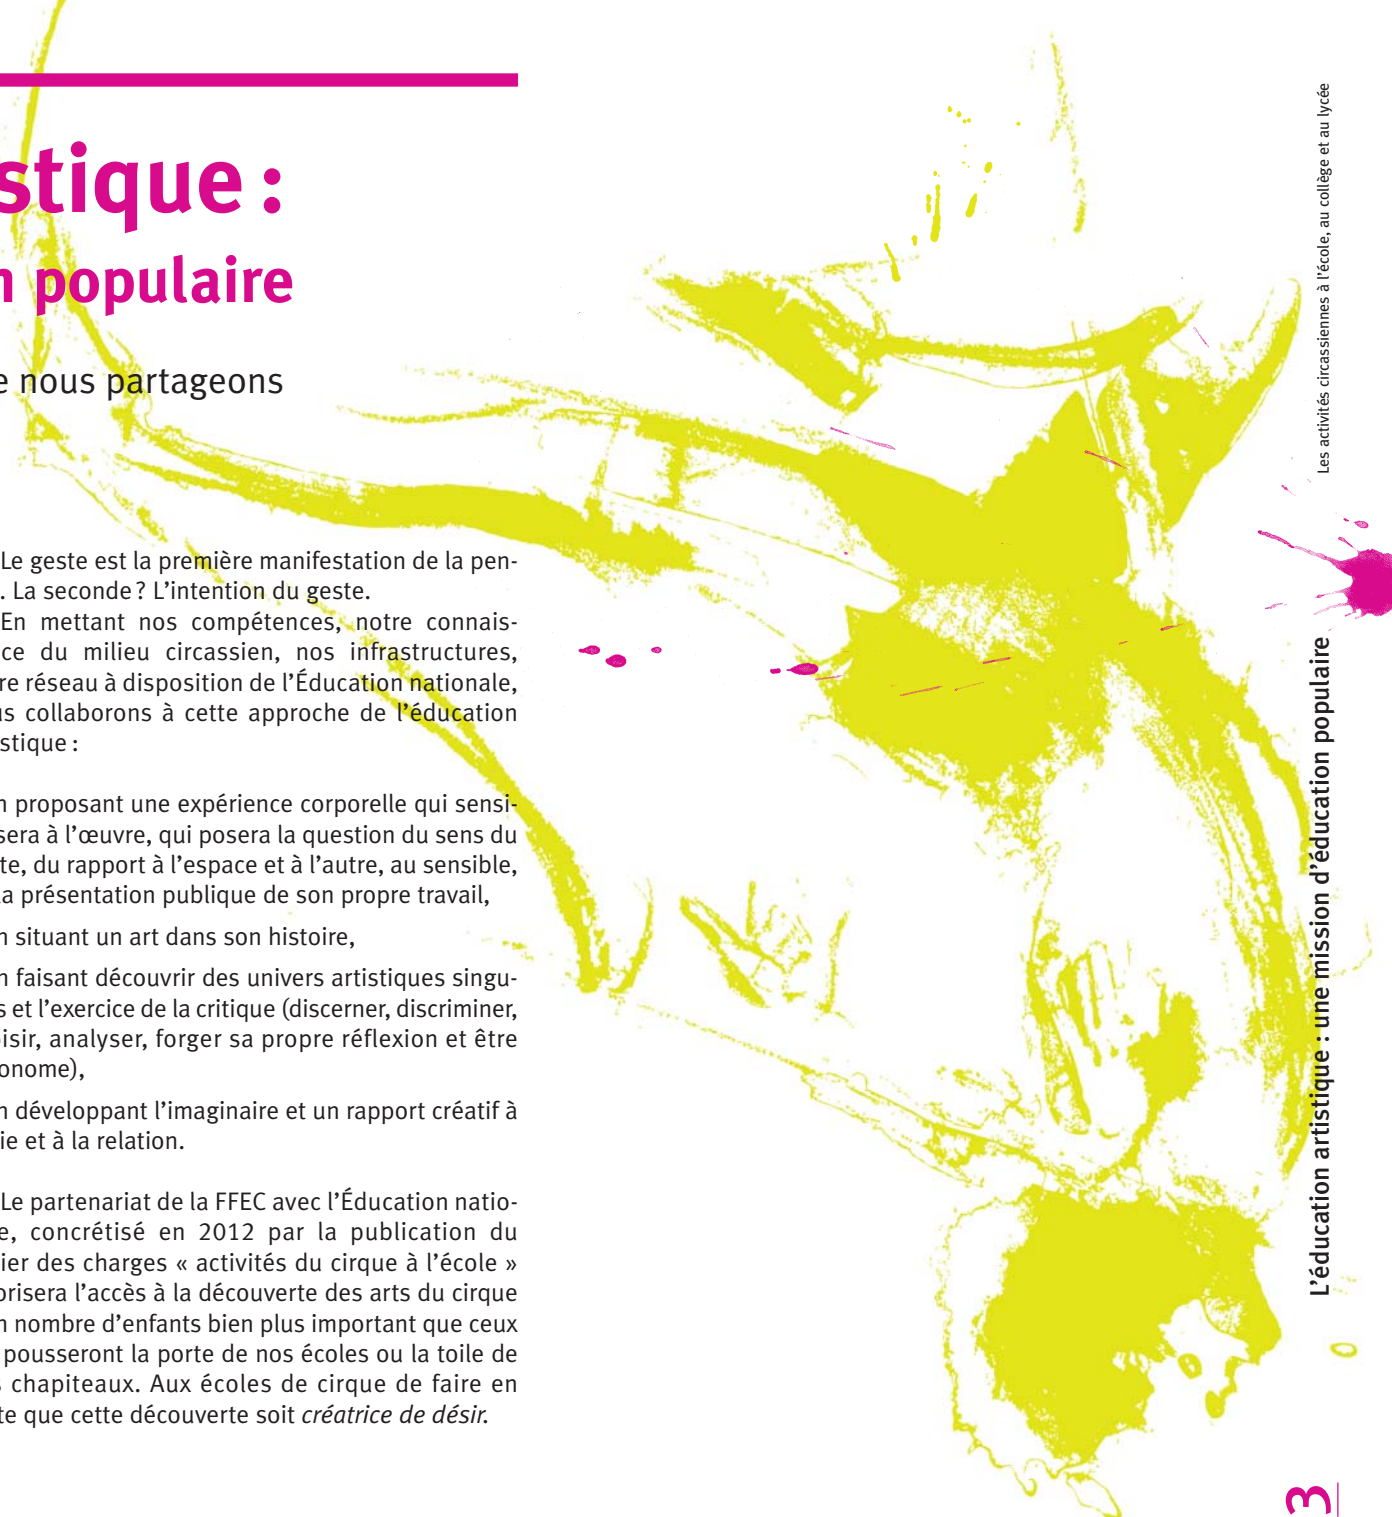 stique :
n populaire
e nous partageons
Le geste est la première manifestation de la pen-
. La seconde ? L’intention du geste.
En mettant nos compétences, notre connais-
ce du milieu circassien, nos infrastructures,
re réseau à disposition de l’Éducation nationale,
us collaborons à cette approche de l’éducation
stique :
n proposant une expérience corporelle qui sensi-
sera à l’œuvre, qui posera la question du sens du
te, du rapport à l’espace et à l’autre, au sensible,
la présentation publique de son propre travail,
n situant un art dans son histoire,
n faisant découvrir des univers artistiques singu-
s et l’exercice de la critique (discerner, discriminer,
isir, analyser, forger sa propre réflexion et être
onome),
n développant l’imaginaire et un rapport créatif à
ie et à la relation.
Le partenariat de la FFEC avec l’Éducation natio-
e, concrétisé en 2012 par la publication du
ier des charges « activités du cirque à l’école »
orisera l’accès à la découverte des arts du cirque
n nombre d’enfants bien plus important que ceux
pousseront la porte de nos écoles ou la toile de
s chapiteaux. Aux écoles de cirque de faire en
te que cette découverte soit créatrice de désir.
Les activités circassiennes à l’école, au collège et au lycée
L’éducation artistique : une mission d’éducation populaire
3